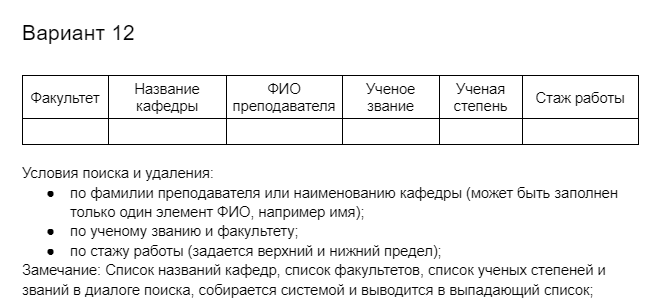 Вариант 12
Факультет
Название кафедры
ФИО преподавателя
Ученое звание
Ученая степень
Стаж работы
Условия поиска и удаления:
● по фамилии преподавателя или наименованию кафедры (может быть заполнен
только один элемент ФИО, например имя);
● по ученому званию и факультету;
● по стажу работы (задается верхний и нижний предел);
Замечание: Список названий кафедр, список факультетов, список ученых степеней и
званий в диалоге поиска, собирается системой и выводится в выпадающий список;